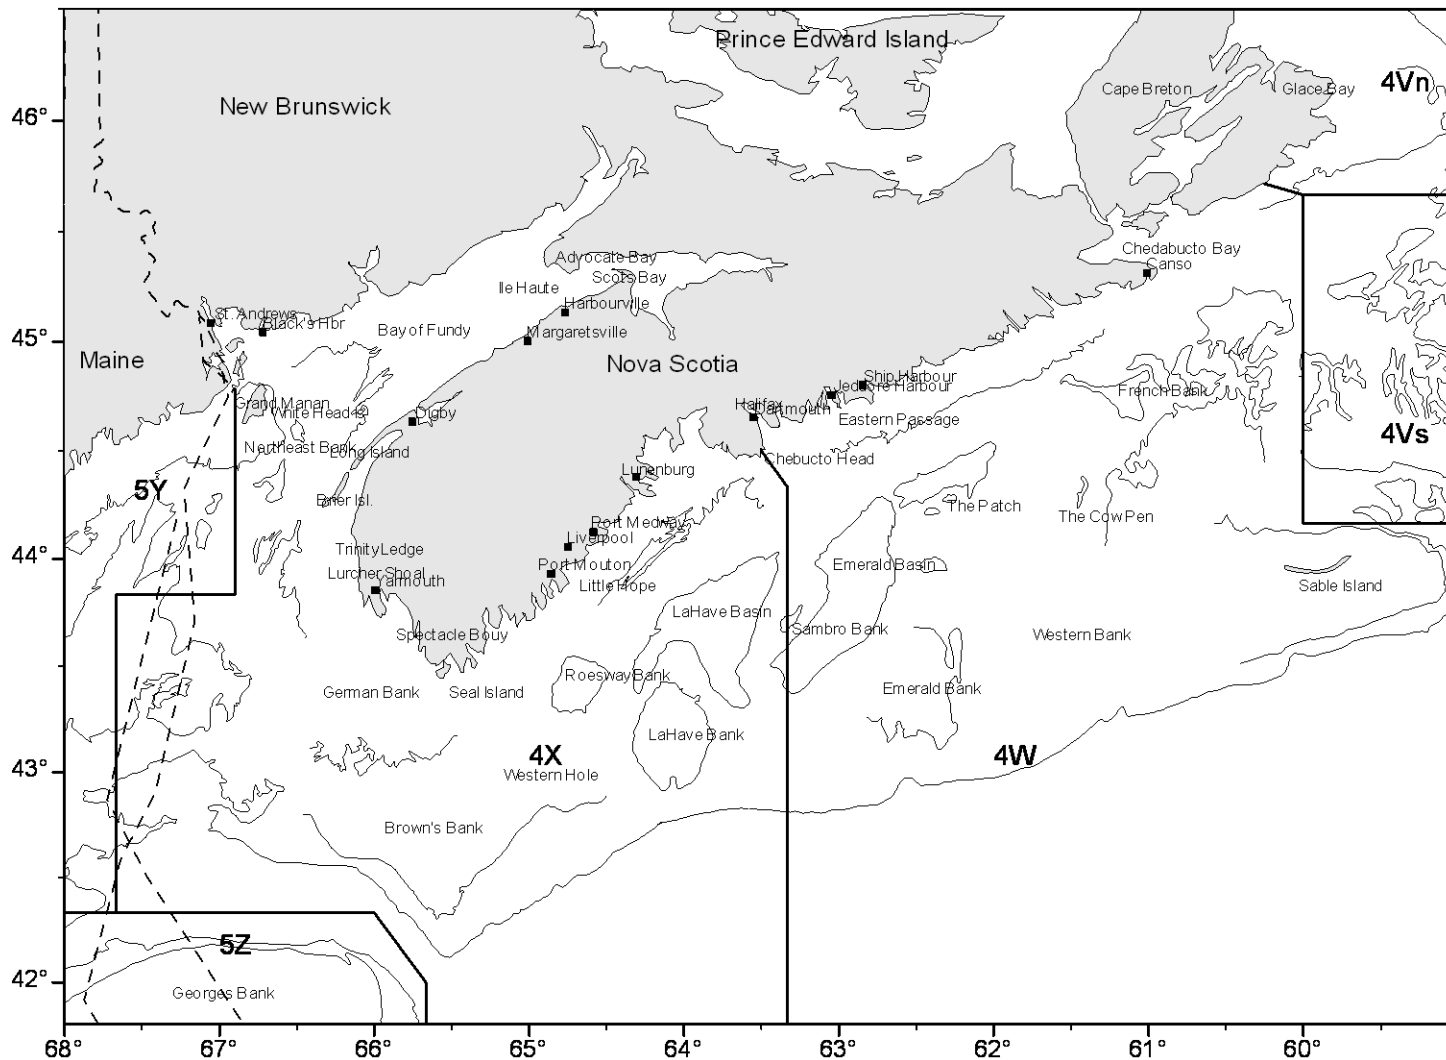 Prince Edward Island
46°
New Brunswick
Cape Breton
Glace Bay
4Vn
Chedabucto Bay
Canso
Advocate Bay
Scots Bay
Ile Haute
Harbourville
St. Andrews
Black's Hbr
Bay of Fundy
Margaretsville
45°
Maine
Nova Scotia
Ship Harbour
Jeddore Harbour
French Bank
Grand Manan
White Head
Digby
Halifax
Dartmouth
Eastern Passage
4Vs
Northeast Bank
Long Island
Chebucto Head
Lunenburg
5Y
Brier Isl.
The Patch
The Cow Pen
Port Medway
Liverpool
44°
Trinity Ledge
Port Mouton
Emerald Basin
Lurcher Shoal
Yarmouth
Little Hope
Sable Island
LaHave Basin
Spectacle Bouy
Sambro Bank
Western Bank
Roesway Bank
German Bank
Seal Island
Emerald Bank
LaHave Bank
43°
4X
4W
Western Hole
Brown's Bank
5Z
42°
Georges Bank
68°
67°
66°
65°
64°
63°
62°
61°
60°